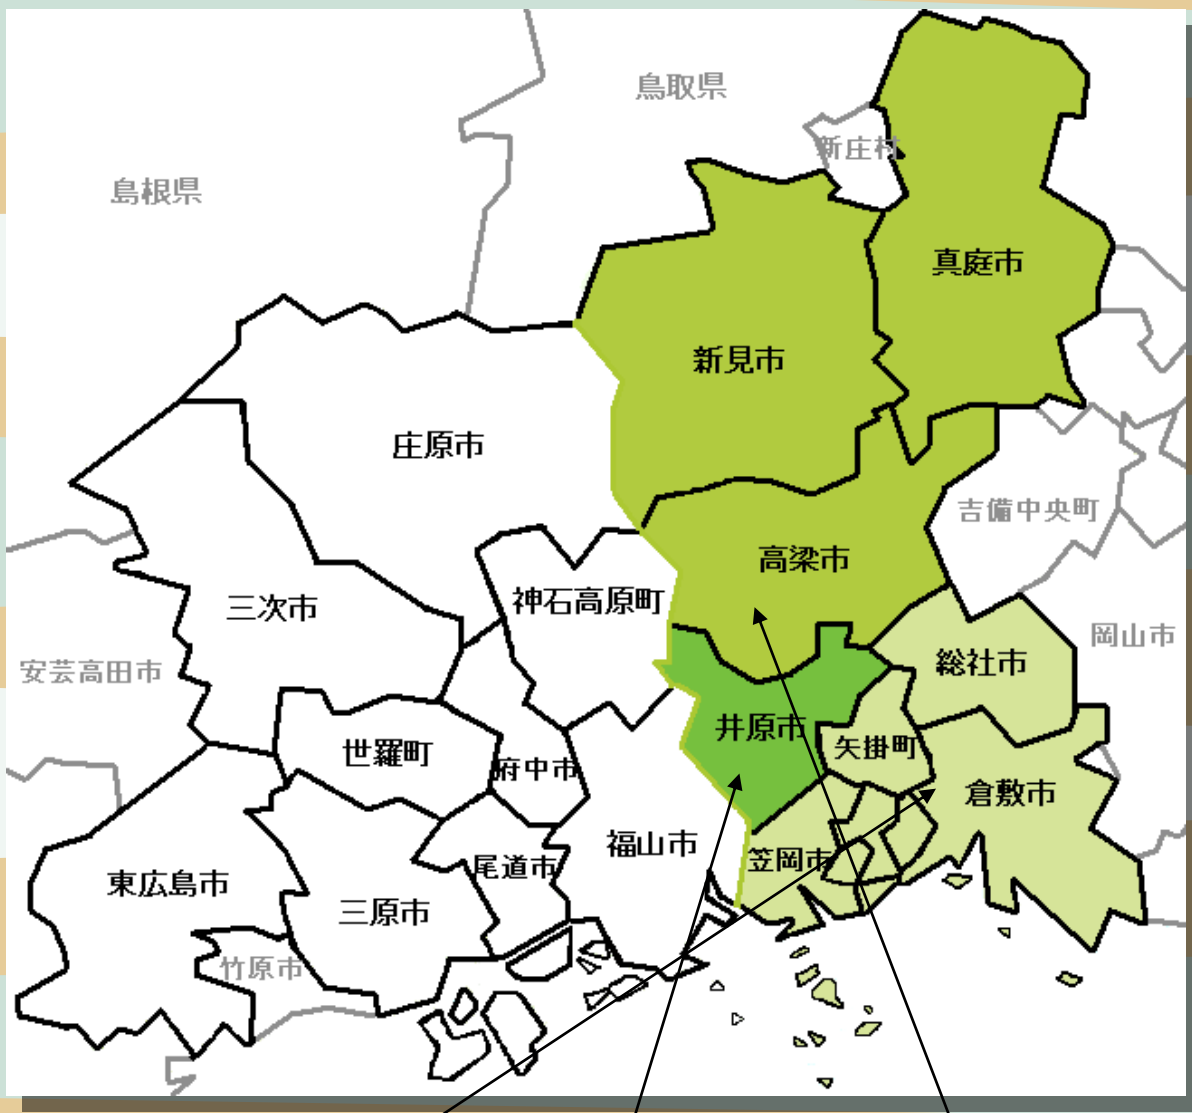 鳥取県
新庄村
島根県
真庭市
新見市
庄原市
吉備中央町
高梁市
神石高原町
三次市
岡山市
総社市
安芸高田市
井原市
矢掛町
世羅町
府中市
倉敷市
福山市
笠岡市
尾道市
東広島市
三原市
竹原市